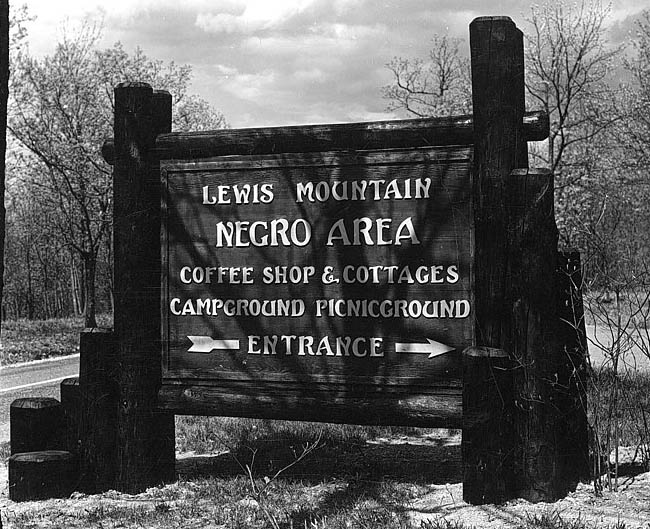 LEWIS MOUNTAIN
NEGRO AREA
COFFEE SHOP & COTTAGES
CAMPGROUND PICNICGROUND
ENTRANCE